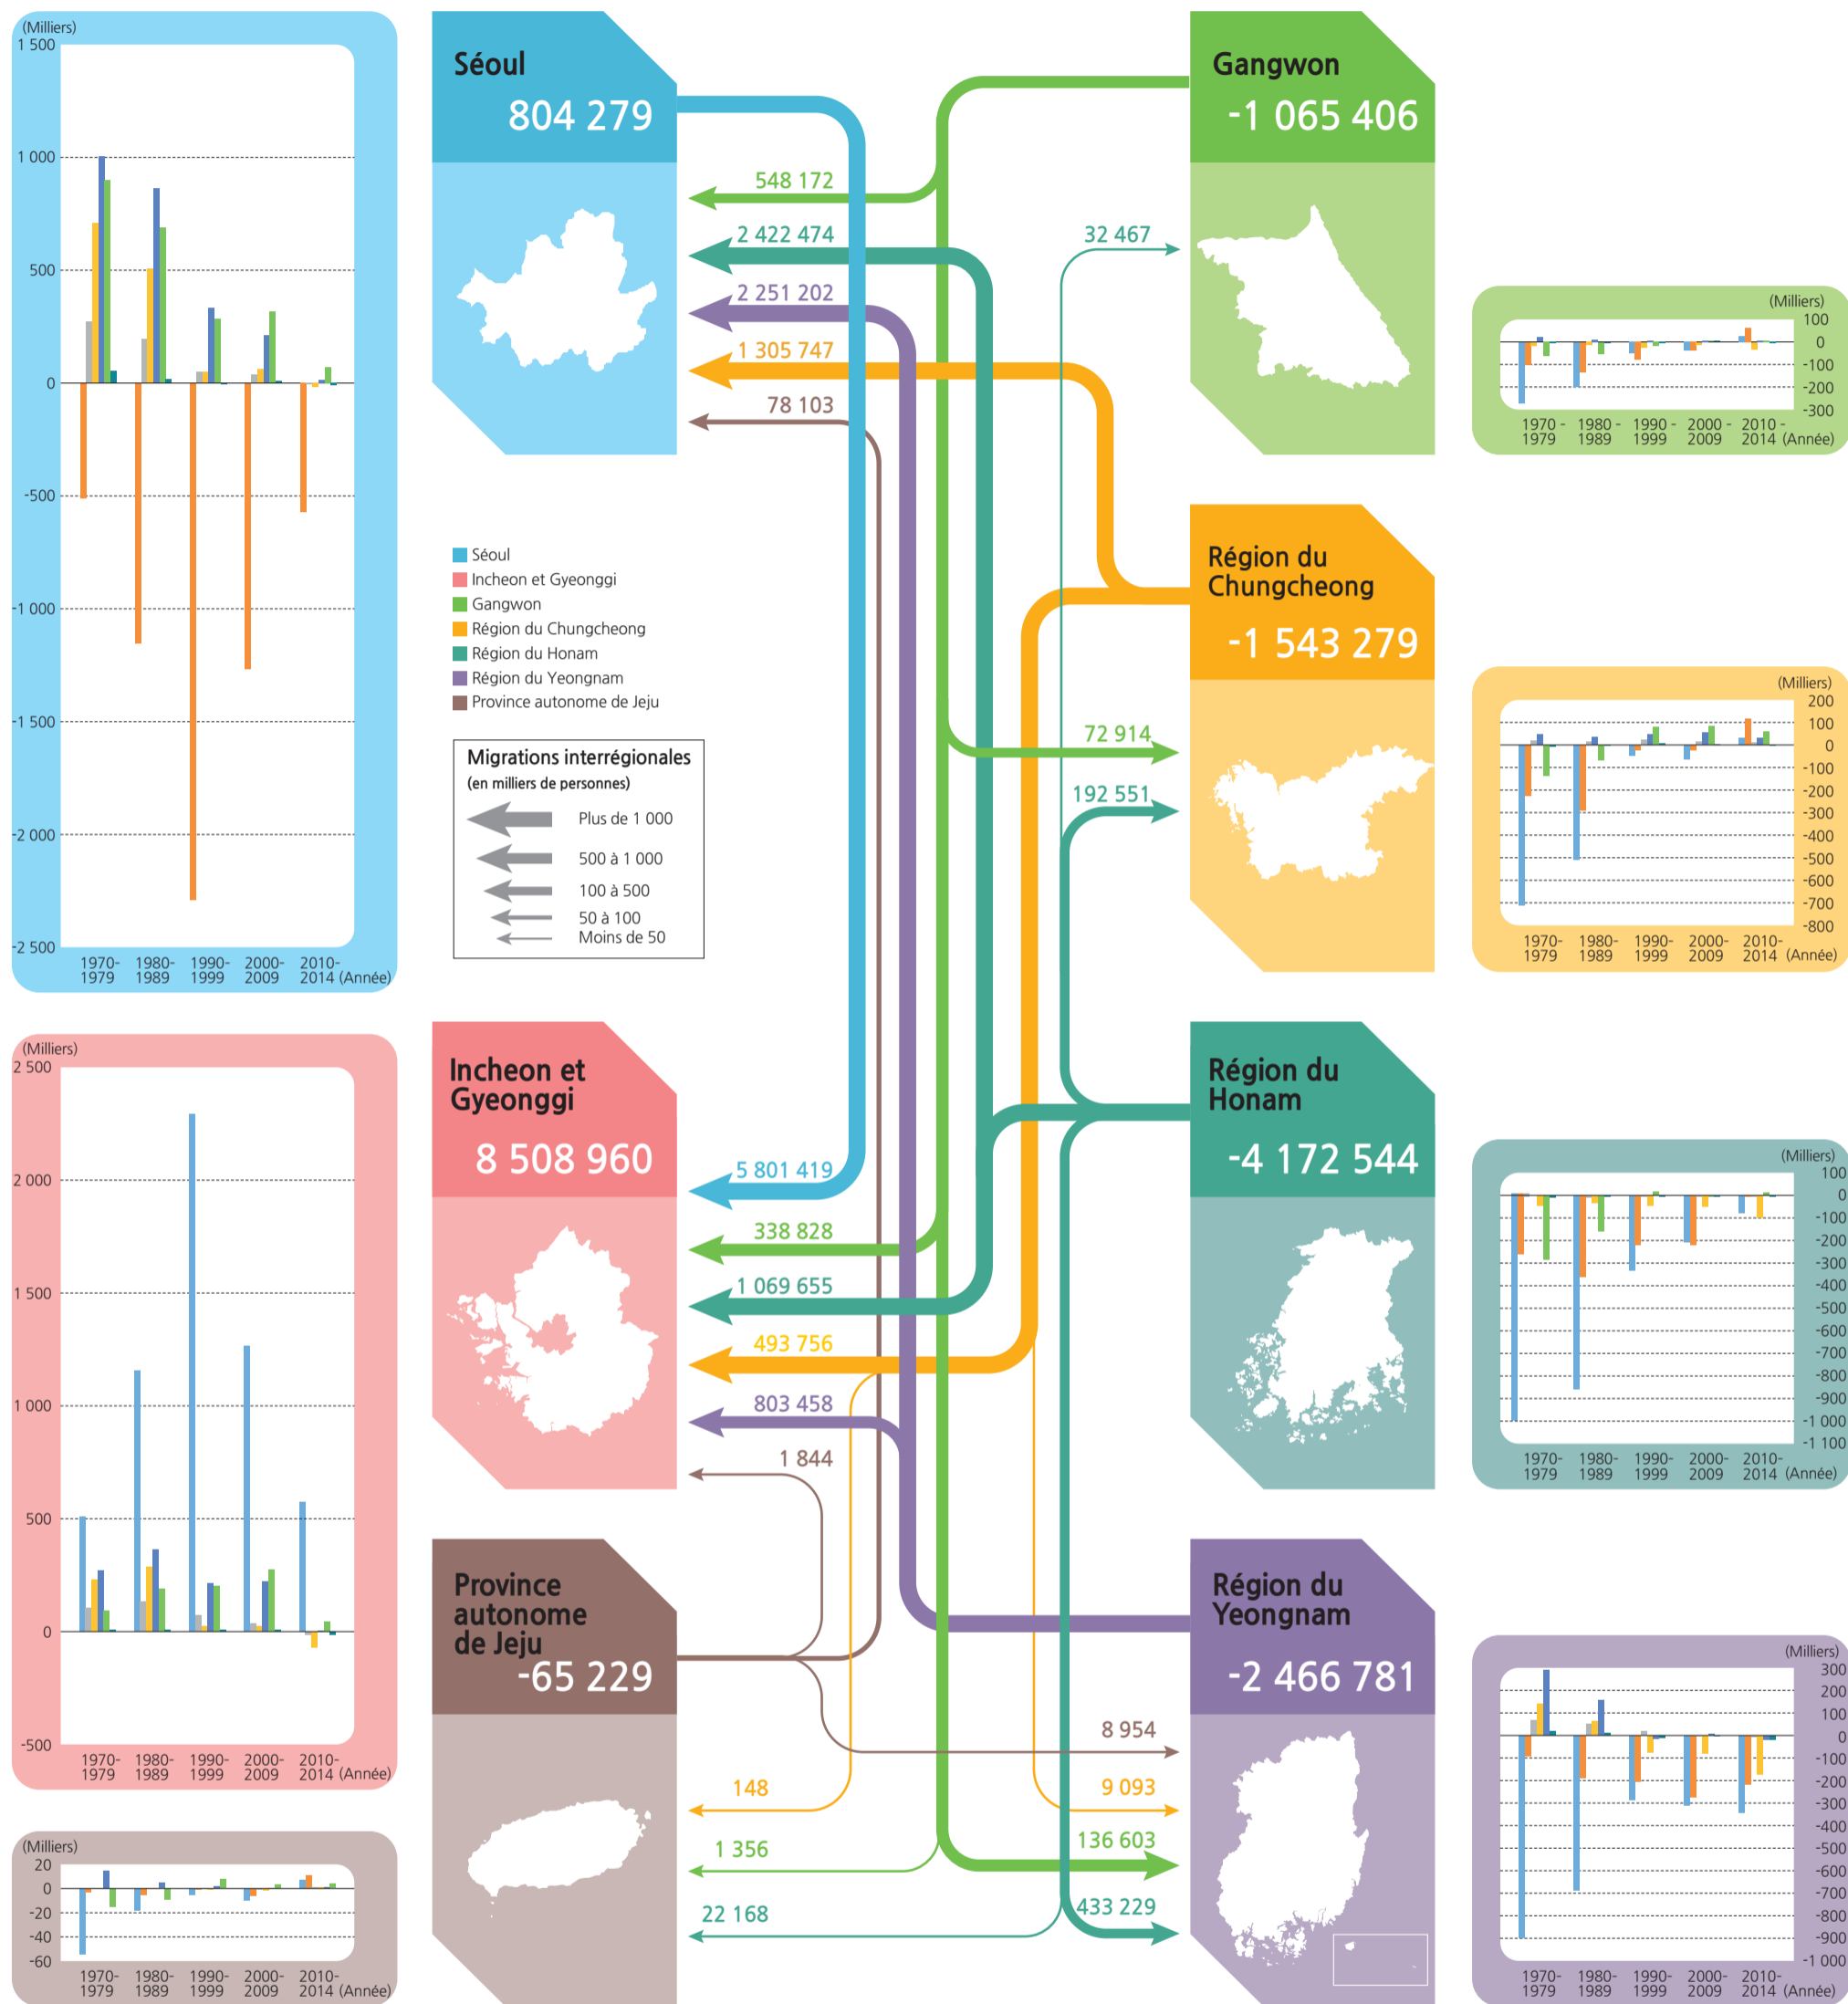 (Milliers)
1 500
1 000
500
0
-500
-1 000
-1 500
-2 000
-2 500
1970-
1979
1980-
1989
1990-
1999
2000-
2009
2010-
2014 (Année)
Séoul
804 279
548 172
2 422 474
2 251 202
1 305 747
78 103
Gangwon
-1 065 406
32 467
(Milliers)
100
0
-100
-200
-300
1970 -
1979
1980 -
1989
1990 -
1999
2000 -
2009
2010 -
2014 (Année)
Séoul
Incheon et Gyeonggi
Gangwon
Région du Chungcheong
Région du Honam
Région du Yeongnam
Province autonome de Jeju
Migrations interrégionales
(en milliers de personnes)
Plus de 1 000
500 à 1 000
100 à 500
50 à 100
Moins de 50
Région du
Chungcheong
-1 543 279
72 914
192 551
(Milliers)
200
100
0
-100
-200
-300
-400
-500
-600
-700
-800
1970-
1979
1980-
1989
1990-
1999
2000-
2009
2010-
2014 (Année)
(Milliers)
2 500
2 000
1 500
1 000
500
0
-500
1970-
1979
1980-
1989
1990-
1999
2000-
2009
2010-
2014 (Année)
Incheon et
Gyeonggi
8 508 960
5 801 419
338 828
1 069 655
493 756
803 458
1 844
Région du
Honam
-4 172 544
(Milliers)
100
0
-100
-200
-300
-400
-500
-600
-700
-800
-900
-1 000
-1 100
1970-
1979
1980-
1989
1990-
1999
2000-
2009
2010-
2014 (Année)
Province
autonome
de Jeju
-65 229
148
1 356
22 168
Région du
Yeongnam
-2 466 781
8 954
9 093
136 603
433 229
(Milliers)
300
200
100
0
-100
-200
-300
-400
-500
-600
-700
-800
-900
-1 000
1970-
1979
1980-
1989
1990-
1999
2000-
2009
2010-
2014 (Année)
(Milliers)
20
0
-20
-40
-60
1970-
1979
1980-
1989
1990-
1999
2000-
2009
2010-
2014 (Année)